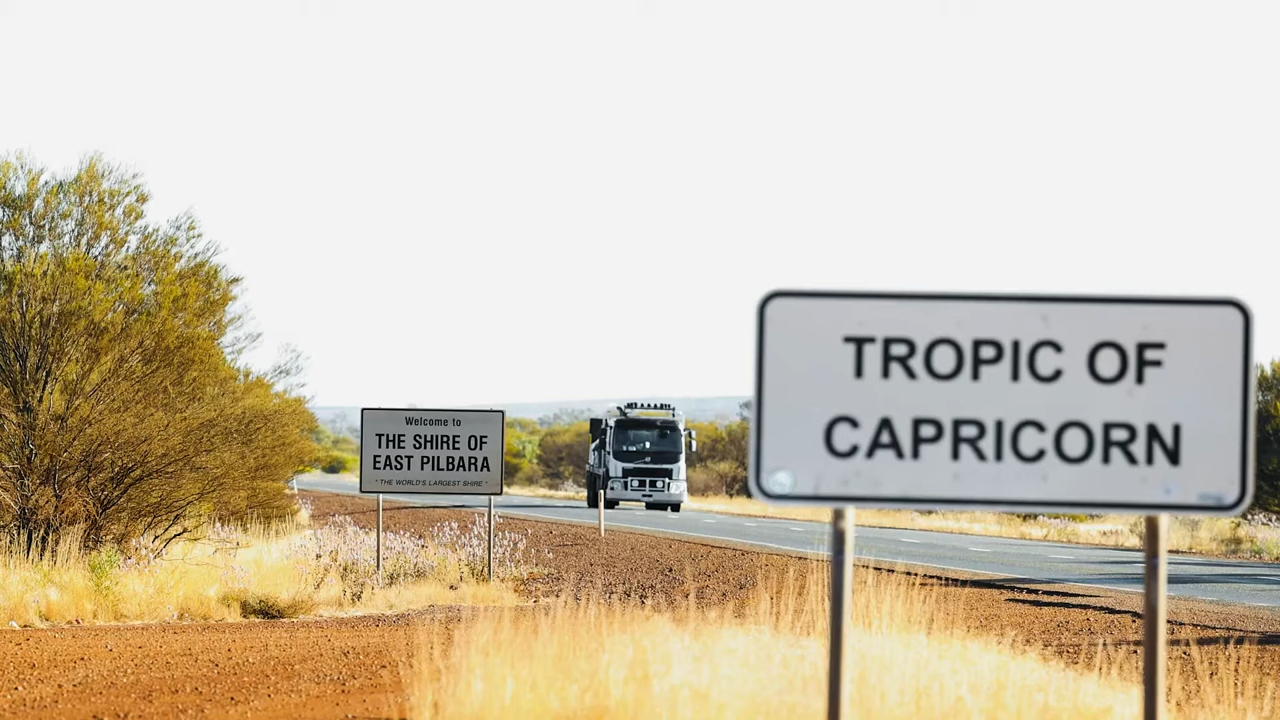 Welcome to
THE SHIRE OF
EAST PILBARA
" THE WORLD'S LARGEST SHIRE "
TROPIC OF
CAPRICORN